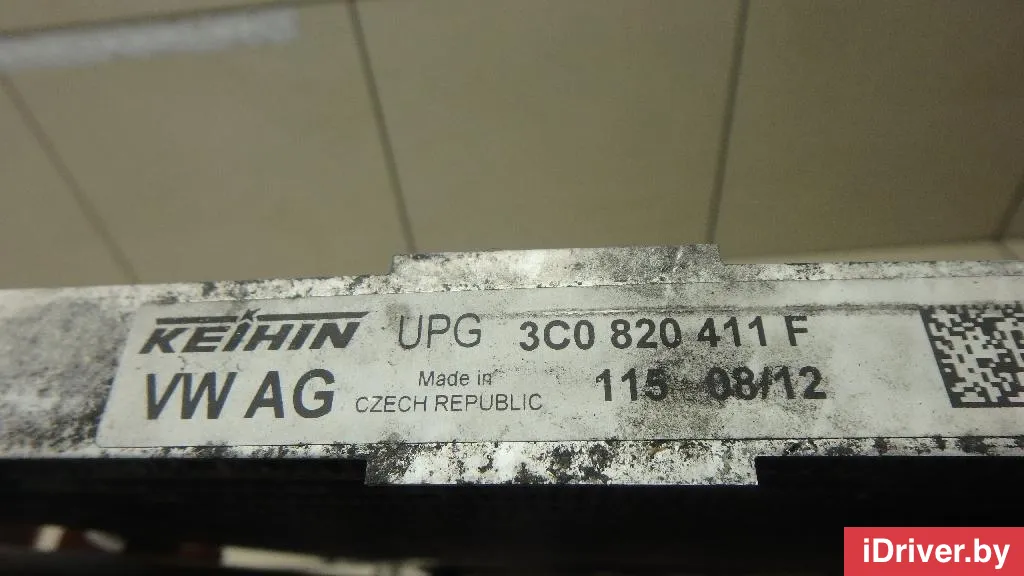 KEIHIN UPG 3C0 820 411 F
VW AG Made in CZECH REPUBLIC 115 08/12
iDriver.by